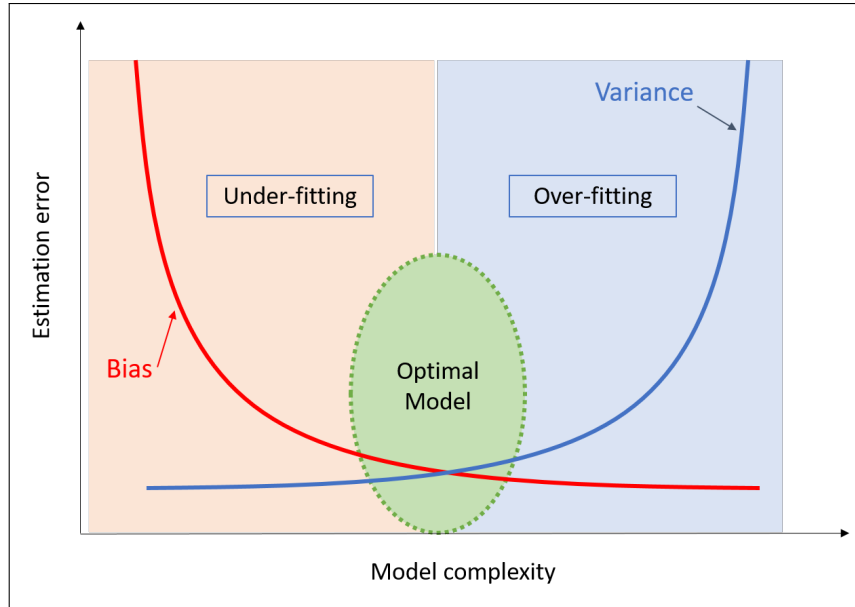 Variance
Under-fitting
Over-fitting
Estimation error
Bias
Optimal
Model
Model complexity